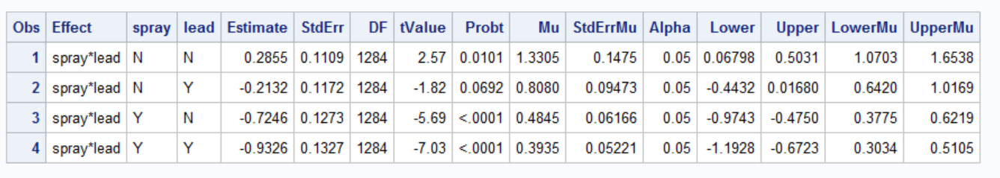 Obs Effect spray lead Estimate StdErr DF tValue Probt Mu StdErrMu Alpha Lower Upper LowerMu UpperMu
1 spray*lead N N 0.2855 0.1109 1284 2.57 0.0101 1.3305 0.1475 0.05 0.06798 0.5031 1.0703 1.6538
2 spray*lead N Y -0.2132 0.1172 1284 -1.82 0.0692 0.8080 0.09473 0.05 -0.4432 0.01680 0.6420 1.0169
3 spray*lead Y N -0.7246 0.1273 1284 -5.69 <.0001 0.4845 0.06166 0.05 -0.9743 -0.4750 0.3775 0.6219
4 spray*lead Y Y -0.9326 0.1327 1284 -7.03 <.0001 0.3935 0.05221 0.05 -1.1928 -0.6723 0.3034 0.5105